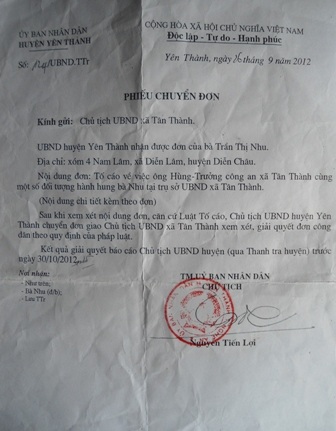 ỦY BAN NHÂN DÂN
HUYỆN YÊN THÀNH
CỘNG HÒA XÃ HỘI CHỦ NGHĨA VIỆT NAM
Độc lập - Tự do - Hạnh phúc
Số: /UBND.TTr
Yên Thành, ngày 26 tháng 9 năm 2012
PHIẾU CHUYỂN ĐƠN
Kính gửi: Chủ tịch UBND xã Tân Thành.
UBND huyện Yên Thành nhận được đơn của bà Trần Thị Nhu.
Địa chỉ: xóm 4 Nam Lâm, xã Diễn Lâm, huyện Diễn Châu.
Nội dung đơn: Tố cáo về việc ông Hùng-Trưởng công an xã Tân Thành cùng
một số đối tượng hành hung bà Nhu tại trụ sở UBND xã Tân Thành.
(Nội dung chi tiết kèm theo đơn)
Sau khi xem xét nội dung đơn, căn cứ Luật Tố cáo, Chủ tịch UBND huyện Yên
Thành chuyển đơn giao Chủ tịch UBND xã Tân Thành xem xét, giải quyết đơn công
dân theo quy định của pháp luật.
Kết quả giải quyết báo cáo Chủ tịch UBND huyện (qua Thanh tra huyện) trước
ngày 30/10/2012
Nơi nhận:
- Như trên;
- Bà Nhu
- Lưu TTr
TM.UỶ BAN NHÂN DÂN
CHỦ TỊCH
Nguyễn Tiến Lợi